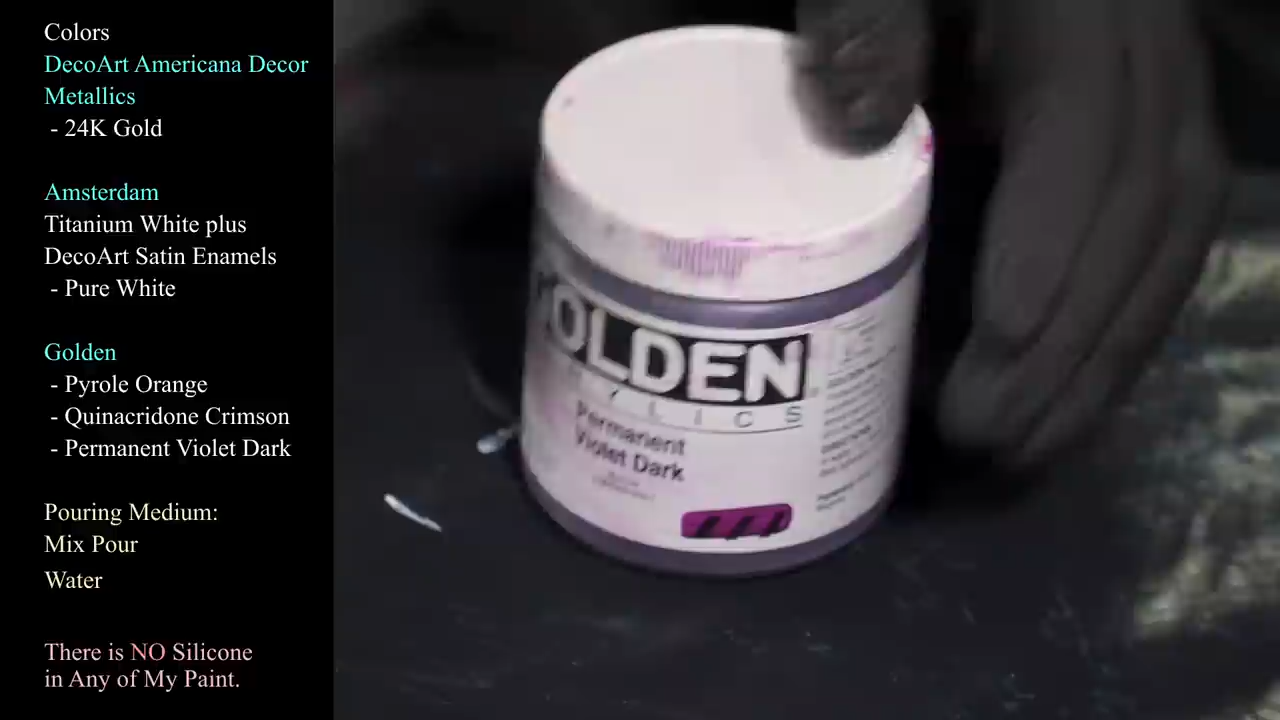 Colors
DecoArt Americana Decor
Metallics
- 24K Gold
Amsterdam
Titanium White plus
DecoArt Satin Enamels
- Pure White
Golden
- Pyrole Orange
- Quinacridone Crimson
- Permanent Violet Dark
Pouring Medium:
Mix Pour
Water
There is NO Silicone
in Any of My Paint.
OLDEN
YLICS
Permanent
Violet Dark